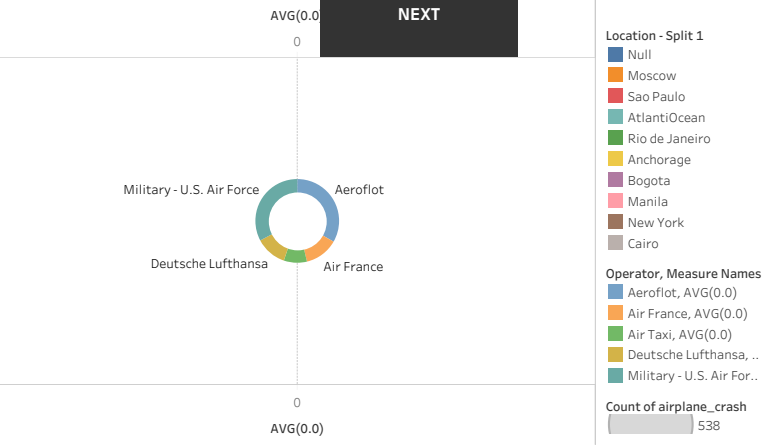 AVG(0.0)
NEXT
0
Military - U.S. Air Force
Aeroflot
Deutsche Lufthansa
Air France
0
AVG(0.0)
Location - Split 1
Null
Moscow
Sao Paulo
AtlantiOcean
Rio de Janeiro
Anchorage
Bogota
Manila
New York
Cairo
Operator, Measure Names
Aeroflot, AVG(0.0)
Air France, AVG(0.0)
Air Taxi, AVG(0.0)
Deutsche Lufthansa, ..
Military - U.S. Air For..
Count of airplane_crash
538